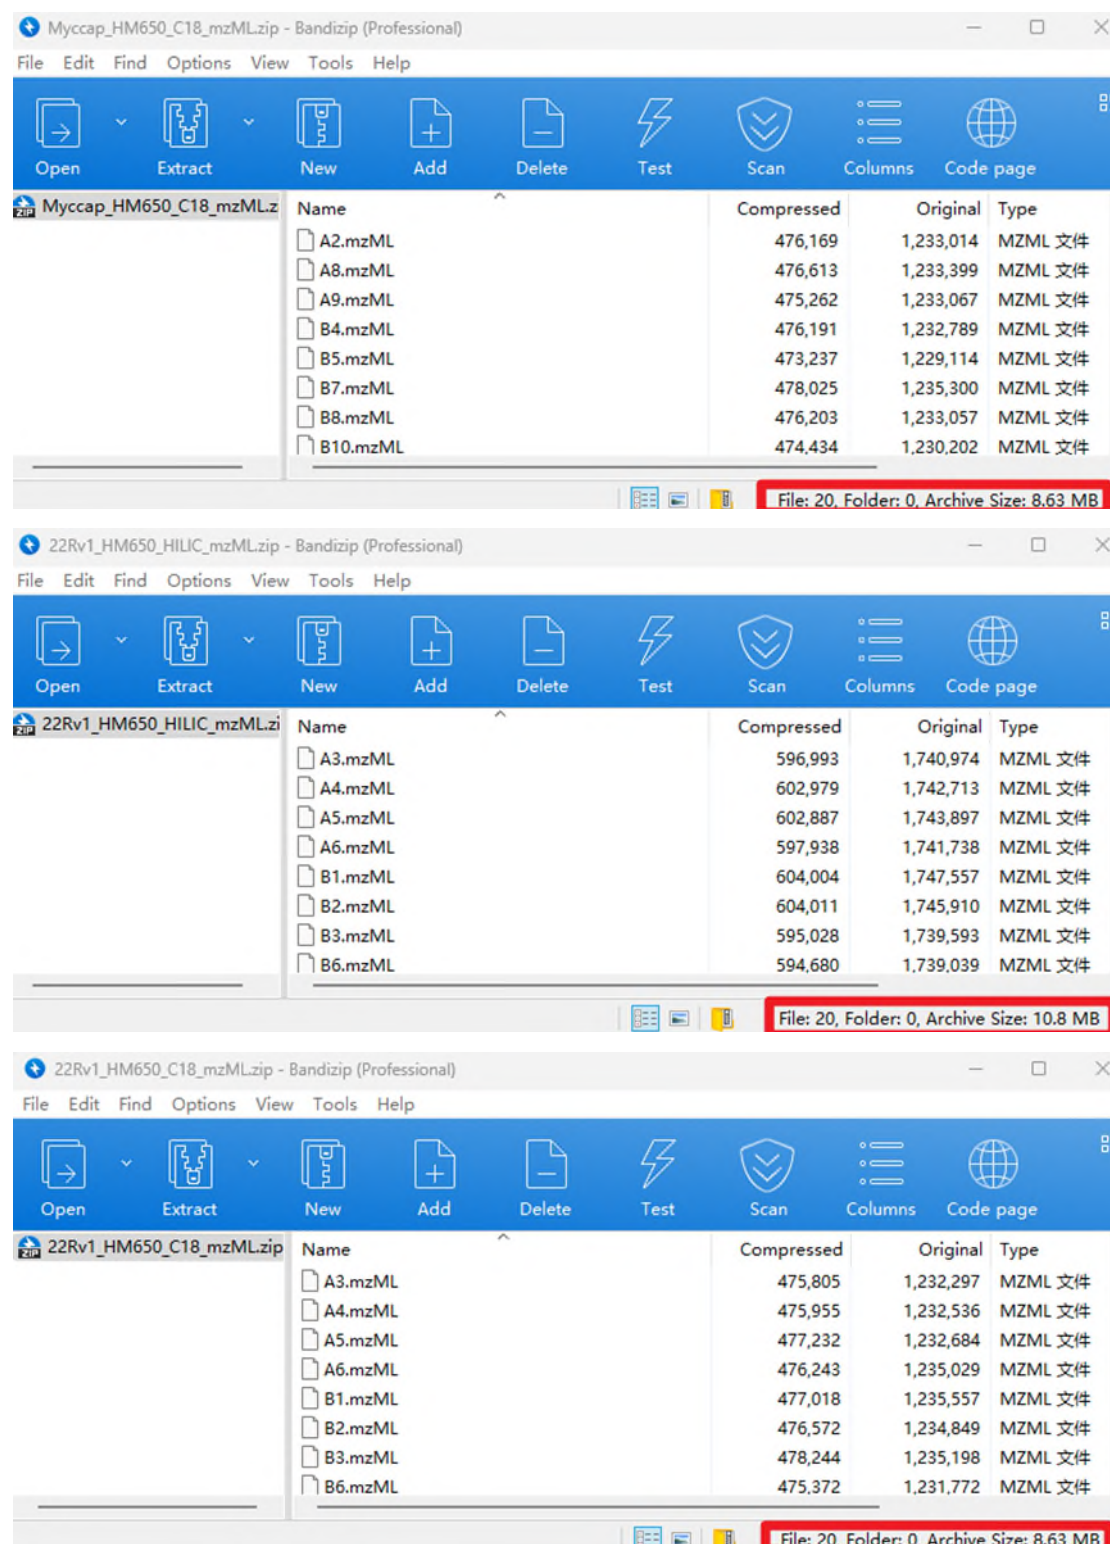 Myccap_HM650_C18_mzML.zip - Bandizip (Professional)
File Edit Find Options View Tools Help
Open Extract New Add Delete Test Scan Columns Code page
Myccap_HM650_C18_mzML.z Name Compressed Original Type
A2.mzML 476,169 1,233,014 MZML 文件
A8.mzML 476,613 1,233,399 MZML 文件
A9.mzML 475,262 1,233,067 MZML 文件
B4.mzML 476,191 1,232,789 MZML 文件
B5.mzML 473,237 1,229,114 MZML 文件
B7.mzML 478,025 1,235,300 MZML 文件
B8.mzML 476,203 1,233,057 MZML 文件
B10.mzML 474,434 1,230,202 MZML 文件
File: 20, Folder: 0, Archive Size: 8.63 MB
22Rv1_HM650_HILIC_mzML.zip - Bandizip (Professional)
File Edit Find Options View Tools Help
Open Extract New Add Delete Test Scan Columns Code page
22Rv1_HM650_HILIC_mzML.zi Name Compressed Original Type
A3.mzML 596,993 1,740,974 MZML 文件
A4.mzML 602,979 1,742,713 MZML 文件
A5.mzML 602,887 1,743,897 MZML 文件
A6.mzML 597,938 1,741,738 MZML 文件
B1.mzML 604,004 1,747,557 MZML 文件
B2.mzML 604,011 1,745,910 MZML 文件
B3.mzML 595,028 1,739,593 MZML 文件
B6.mzML 594,680 1,739,039 MZML 文件
File: 20, Folder: 0, Archive Size: 10.8 MB
22Rv1_HM650_C18_mzML.zip - Bandizip (Professional)
File Edit Find Options View Tools Help
Open Extract New Add Delete Test Scan Columns Code page
22Rv1_HM650_C18_mzML.zip Name Compressed Original Type
A3.mzML 475,805 1,232,297 MZML 文件
A4.mzML 475,955 1,232,536 MZML 文件
A5.mzML 477,232 1,232,684 MZML 文件
A6.mzML 476,243 1,235,029 MZML 文件
B1.mzML 477,018 1,235,557 MZML 文件
B2.mzML 476,572 1,234,849 MZML 文件
B3.mzML 478,244 1,235,198 MZML 文件
B6.mzML 475,372 1,231,772 MZML 文件
File: 20, Folder: 0, Archive Size: 8.63 MB